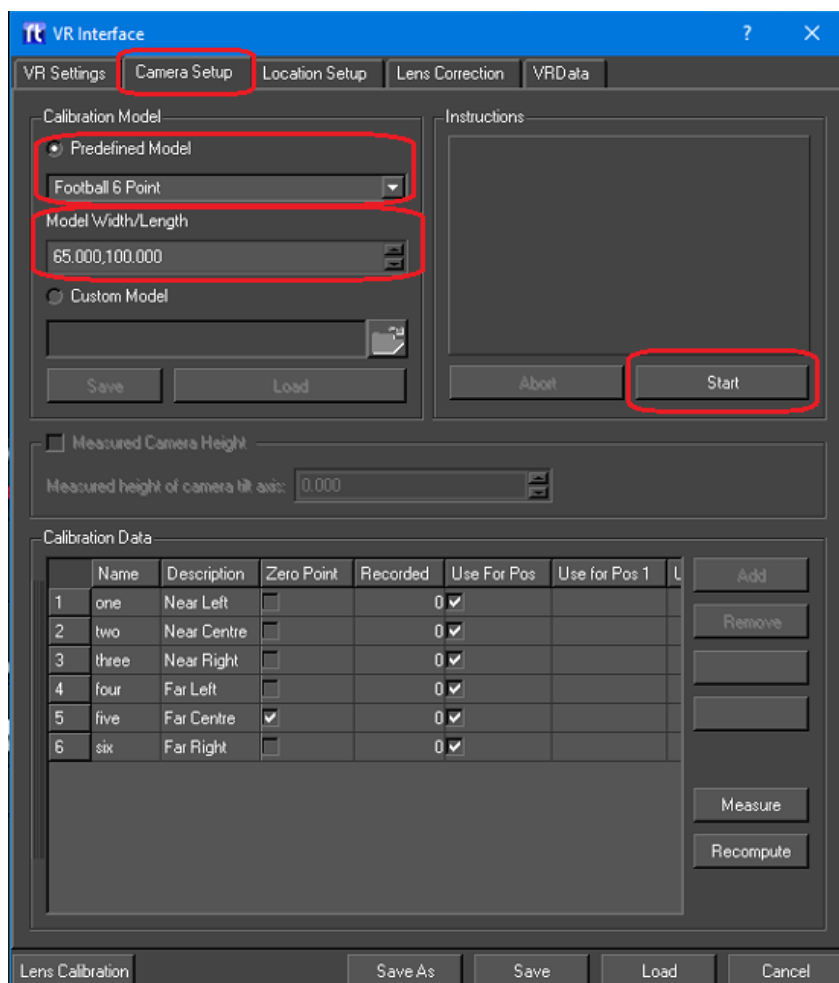 rt VR Interface ? ×
VR Settings Camera Setup Location Setup Lens Correction VRData
Calibration Model
Predefined Model
Football 6 Point
Model Width/Length
65.000,100.000
Custom Model
Save Load
Instructions
Abort Start
Measured Camera Height
Measured height of camera tilt axis: 0.000
Calibration Data
Name Description Zero Point Recorded Use For Pos Use for Pos 1
1 one Near Left 0
2 two Near Centre 0
3 three Near Right 0
4 four Far Left 0
5 five Far Centre 0
6 six Far Right 0
Add
Remove
Measure
Recompute
Lens Calibration Save As Save Load Cancel